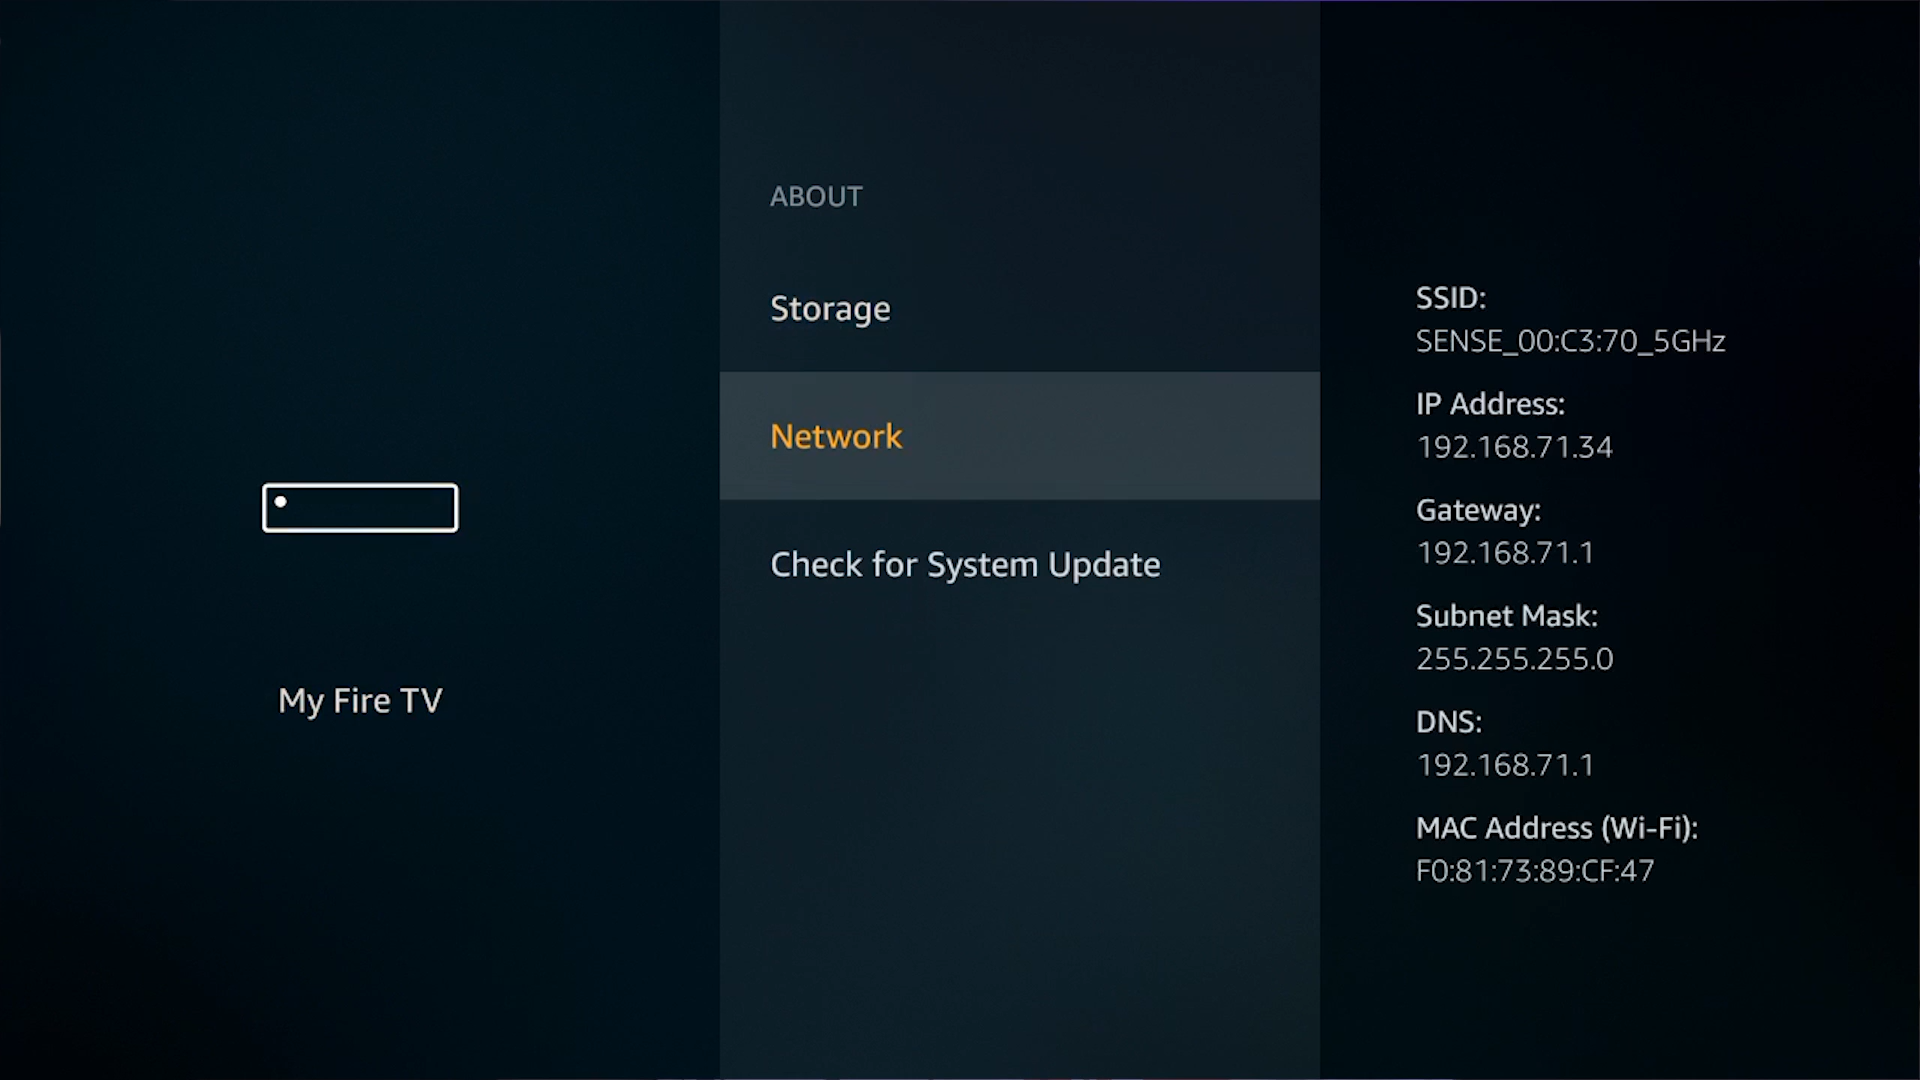 ABOUT
Storage
Network
Check for System Update
My Fire TV
SSID:
SENSE_00:C3:70_5GHz
IP Address:
192.168.71.34
Gateway:
192.168.71.1
Subnet Mask:
255.255.255.0
DNS:
192.168.71.1
MAC Address (Wi-Fi):
F0:81:73:89:CF:47